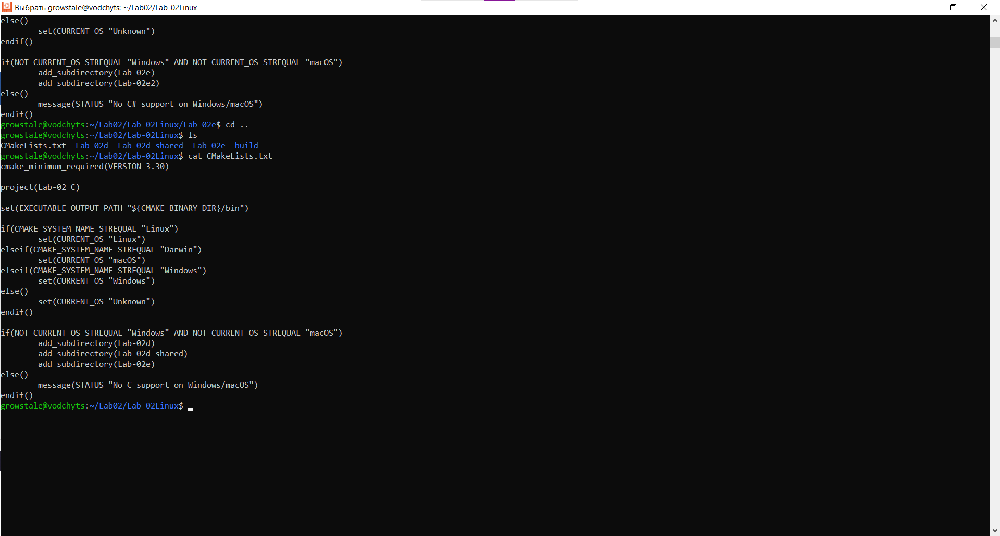 Выбрать growstale@vodchyts: ~/Lab02/Lab-02Linux
else()
        set(CURRENT_OS "Unknown")
endif()

if(NOT CURRENT_OS STREQUAL "Windows" AND NOT CURRENT_OS STREQUAL "macOS")
        add_subdirectory(Lab-02e)
        add_subdirectory(Lab-02e2)
else()
        message(STATUS "No C# support on Windows/macOS")
endif()
growstale@vodchyts:~/Lab02/Lab-02Linux/Lab-02e$ cd ..
growstale@vodchyts:~/Lab02/Lab-02Linux$ ls
CMakeLists.txt  Lab-02d  Lab-02d-shared  Lab-02e  build
growstale@vodchyts:~/Lab02/Lab-02Linux$ cat CMakeLists.txt
cmake_minimum_required(VERSION 3.30)

project(Lab-02 C)

set(EXECUTABLE_OUTPUT_PATH "${CMAKE_BINARY_DIR}/bin")

if(CMAKE_SYSTEM_NAME STREQUAL "Linux")
        set(CURRENT_OS "Linux")
elseif(CMAKE_SYSTEM_NAME STREQUAL "Darwin")
        set(CURRENT_OS "macOS")
elseif(CMAKE_SYSTEM_NAME STREQUAL "Windows")
        set(CURRENT_OS "Windows")
else()
        set(CURRENT_OS "Unknown")
endif()

if(NOT CURRENT_OS STREQUAL "Windows" AND NOT CURRENT_OS STREQUAL "macOS")
        add_subdirectory(Lab-02d)
        add_subdirectory(Lab-02d-shared)
        add_subdirectory(Lab-02e)
else()
        message(STATUS "No C support on Windows/macOS")
endif()
growstale@vodchyts:~/Lab02/Lab-02Linux$